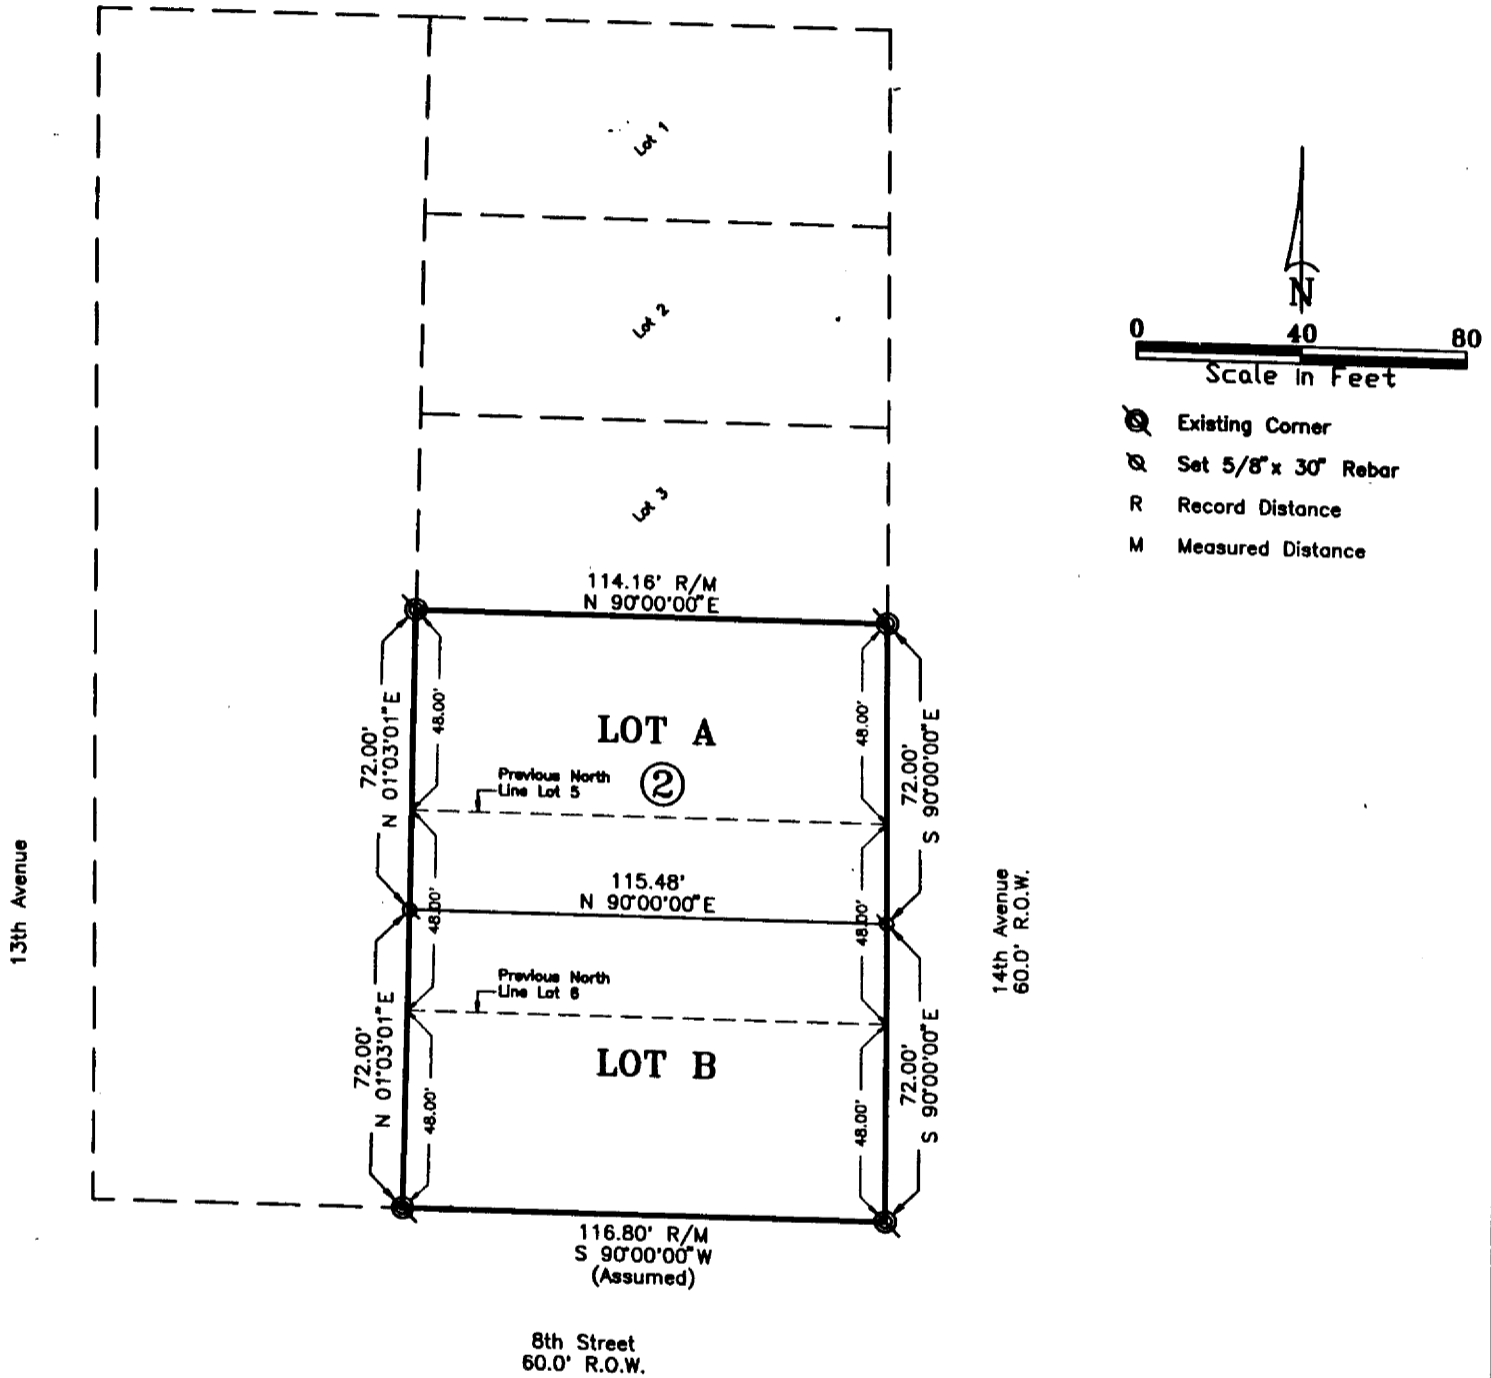 Lot 1
Lot 2
Lot 3
N
0 40 80
Scale in Feet
Existing Corner
Set 5/8"x 30" Rebar
R Record Distance
M Measured Distance
114.16' R/M
N 90°00'00"E
72.00'
N 01°03'01"E
48.00'
LOT A
2
48.00'
72.00'
S 90°00'00"E
Previous North
Line Lot 5
115.48'
N 90°00'00"E
48.00'
48.00'
13th Avenue
14th Avenue
60.0' R.O.W.
Previous North
Line Lot 6
72.00'
N 01°03'01"E
48.00'
LOT B
48.00'
72.00'
S 90°00'00"E
116.80' R/M
S 90°00'00"W
(Assumed)
8th Street
60.0' R.O.W.